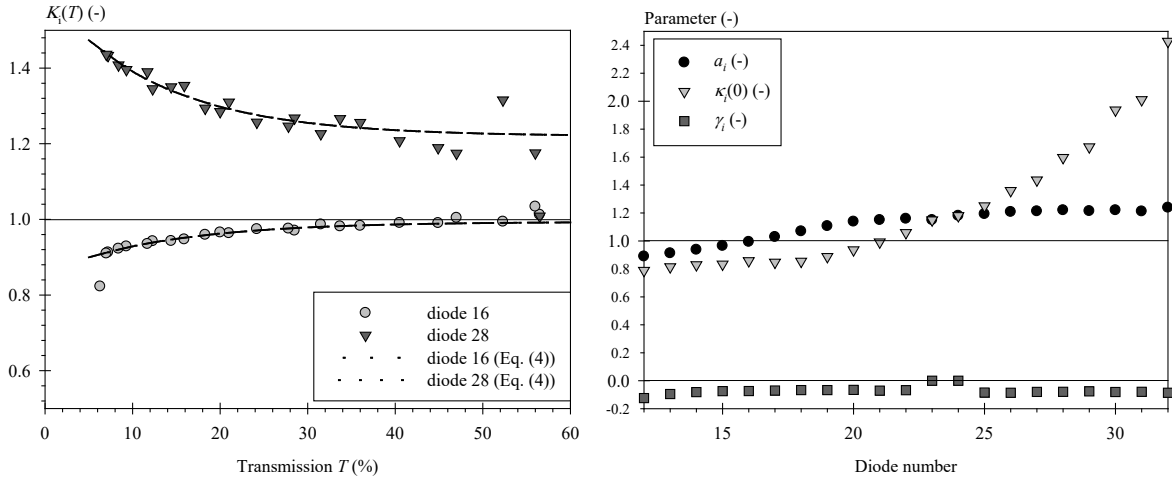 K_i(T) (-)
1.4
1.2
1.0
0.8
0.6
diode 16
diode 28
diode 16 (Eq. (4))
diode 28 (Eq. (4))
0 10 20 30 40 50 60
Transmission T (%)
Parameter (-)
2.4
2.2
2.0
1.8
1.6
1.4
1.2
1.0
0.8
0.6
0.4
0.2
0.0
-0.2
a_i (-)
κ_i(0) (-)
γ_i (-)
15 20 25 30
Diode number